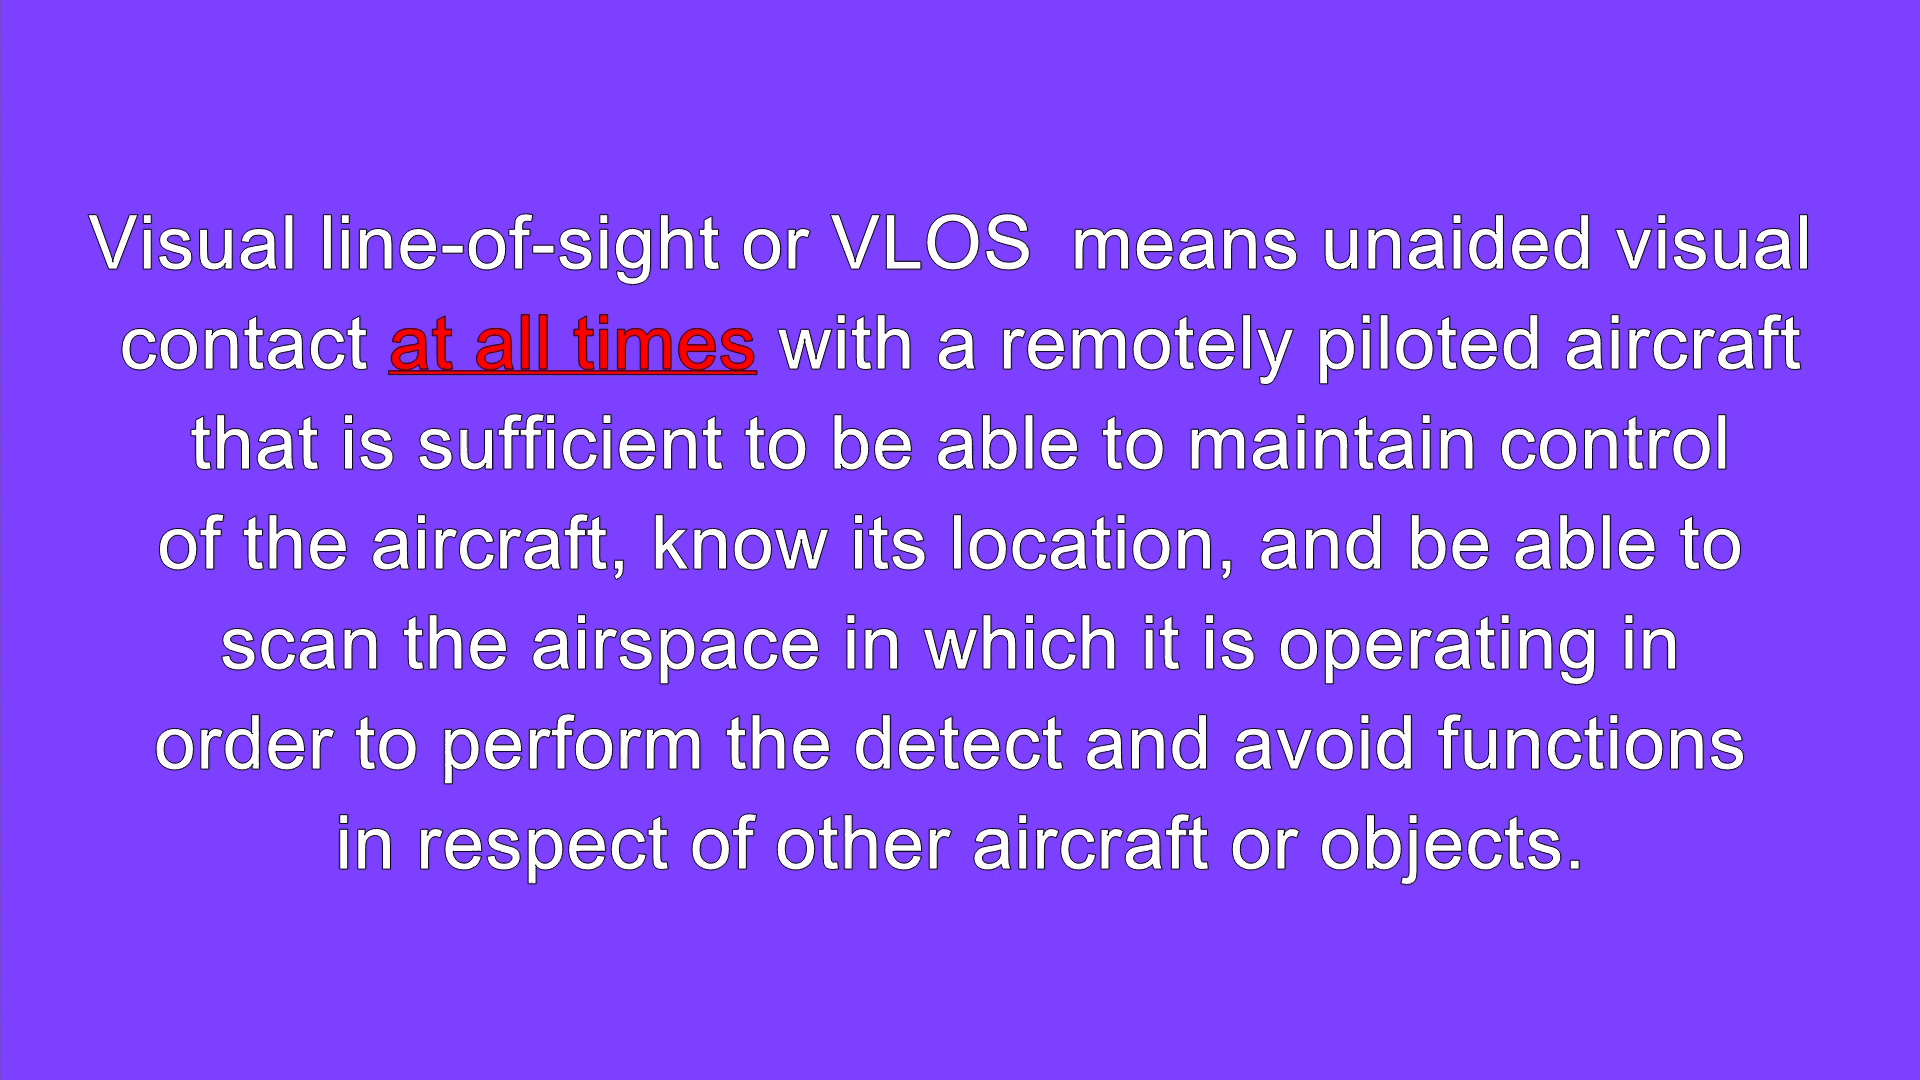 Visual line-of-sight or VLOS  means unaided visual
contact at all times with a remotely piloted aircraft
that is sufficient to be able to maintain control
of the aircraft, know its location, and be able to
scan the airspace in which it is operating in
order to perform the detect and avoid functions
in respect of other aircraft or objects.